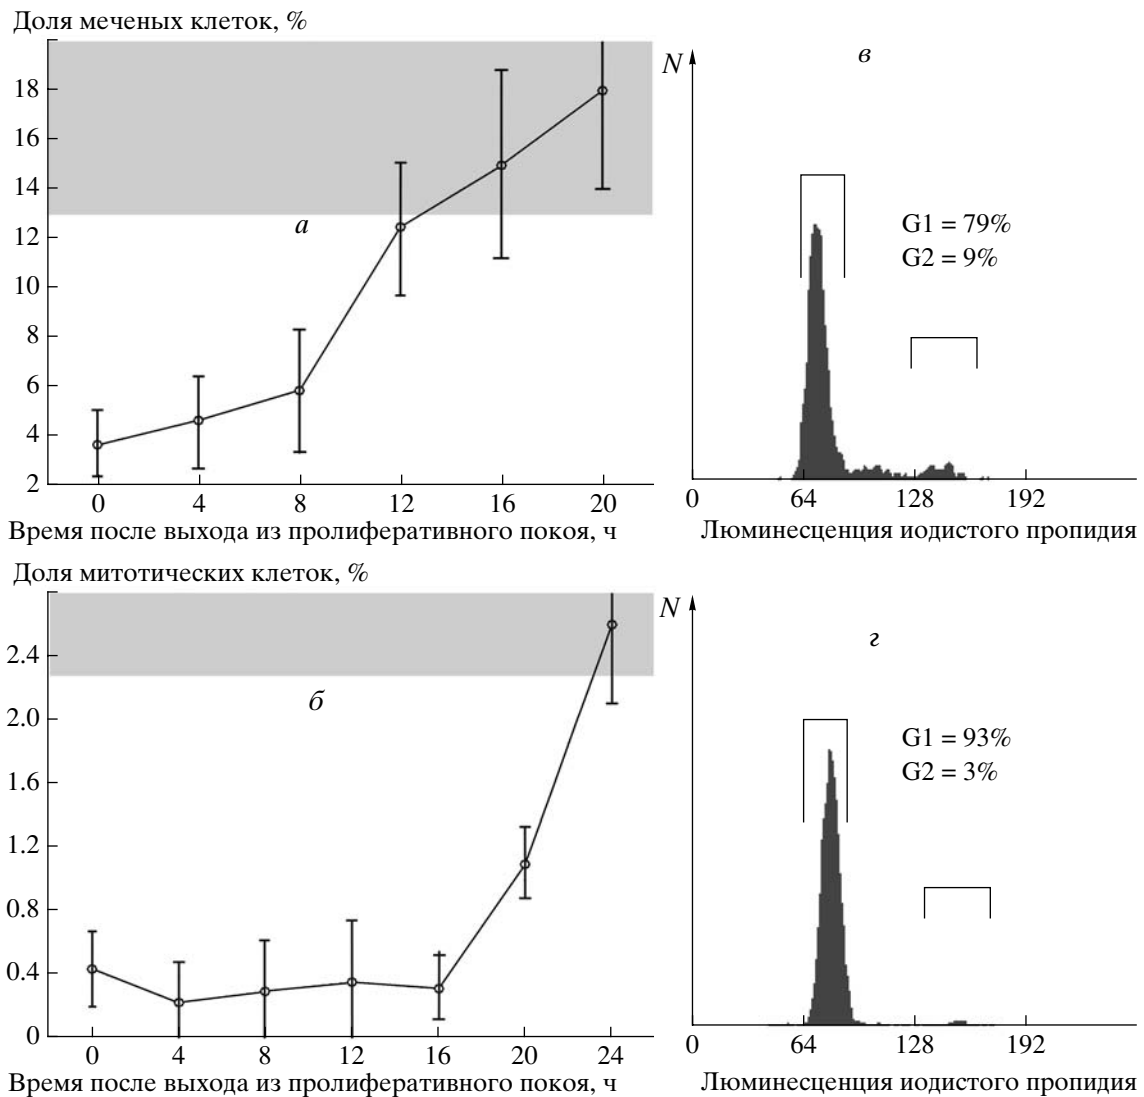 Доля меченых клеток, %
18
16
14
12
10
8
6
4
2
а
0 4 8 12 16 20
Время после выхода из пролиферативного покоя, ч
N
в
G1 = 79%
G2 = 9%
0 64 128 192
Люминесценция иодистого пропидия
Доля митотических клеток, %
2.4
2.0
1.6
1.2
0.8
0.4
0
б
0 4 8 12 16 20 24
Время после выхода из пролиферативного покоя, ч
N
г
G1 = 93%
G2 = 3%
0 64 128 192
Люминесценция иодистого пропидия